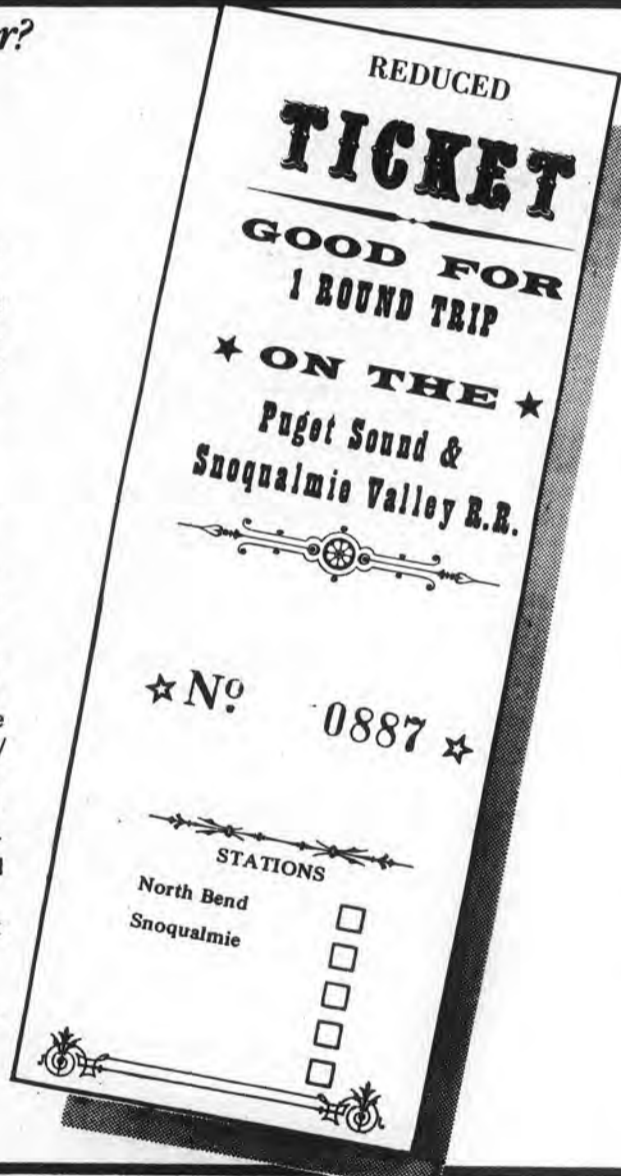 r?
REDUCED
TICKET
GOOD FOR
1 ROUND TRIP
★ ON THE ★
Puget Sound &
Snoqualmie Valley R.R.
☆ Nº 0887 ☆
STATIONS
North Bend
Snoqualmie